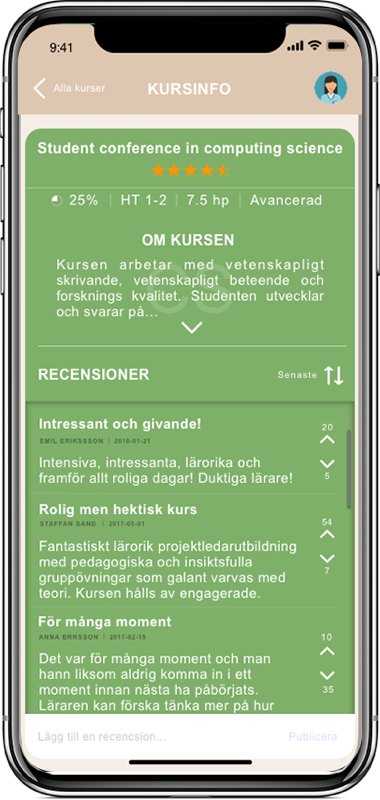 9:41
Alla kurser
KURSINFO
Student conference in computing science
25% | HT 1-2 | 7.5 hp | Avancerad
OM KURSEN
CS
Kursen arbetar med vetenskapligt
skrivande, vetenskapligt beteende och
forsknings kvalitet. Studenten utvecklar
och svarar på...
RECENSIONER
Senaste
Intressant och givande!
20
EMIL ERIKSSSON | 2018-01-21
Intensiva, intressanta, lärorika och
framför allt roliga dagar! Duktiga lärare!
5
Rolig men hektisk kurs
54
STAFFAN SAND | 2017-05-01
Fantastiskt lärorik projektledarutbildning
med pedagogiska och insiktsfulla
7
gruppövningar som galant varvas med
teori. Kursen hålls av engagerade.
För många moment
10
ANNA BRRSSON | 2017-02-15
Det var för många moment och man
hann liksom aldrig komma in i ett
moment innan nästa ha påbörjats.
35
Läraren kan förska tänka mer på hur
Lägg till en recencsion...
Publicera